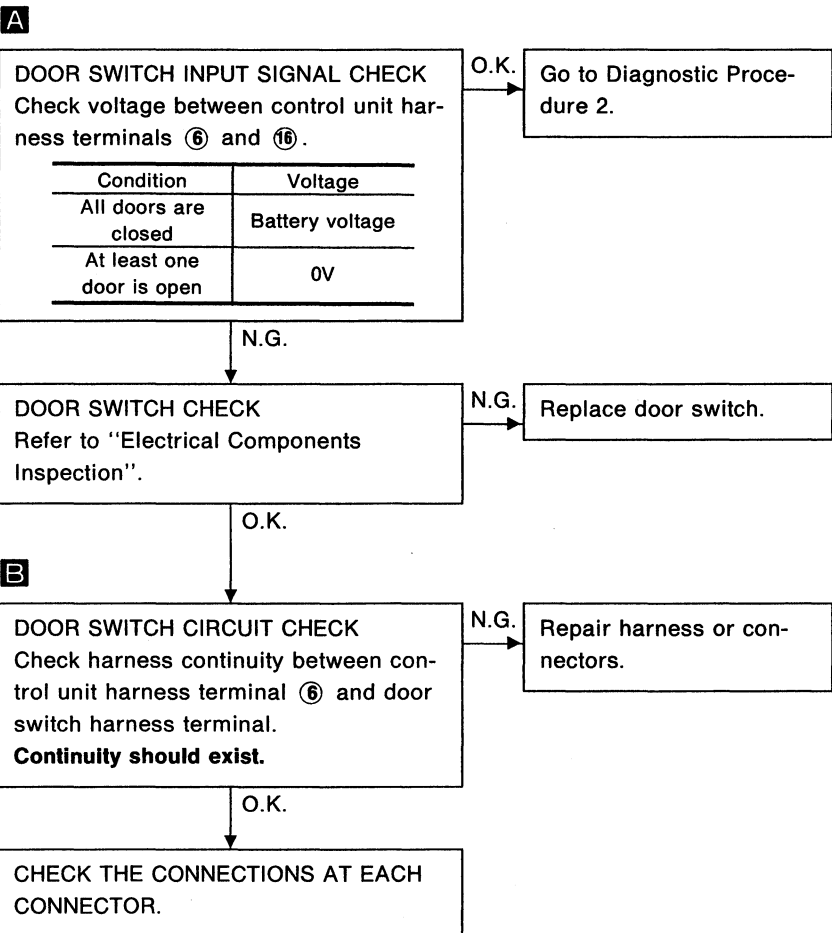 A
DOOR SWITCH INPUT SIGNAL CHECK
Check voltage between control unit har-
ness terminals ⑥ and ⑯.
Condition Voltage
All doors are
closed
Battery voltage
At least one
door is open
0V
O.K.
Go to Diagnostic Proce-
dure 2.
N.G.
DOOR SWITCH CHECK
Refer to "Electrical Components
Inspection".
N.G.
Replace door switch.
O.K.
B
DOOR SWITCH CIRCUIT CHECK
Check harness continuity between con-
trol unit harness terminal ⑥ and door
switch harness terminal.
Continuity should exist.
N.G.
Repair harness or con-
nectors.
O.K.
CHECK THE CONNECTIONS AT EACH
CONNECTOR.